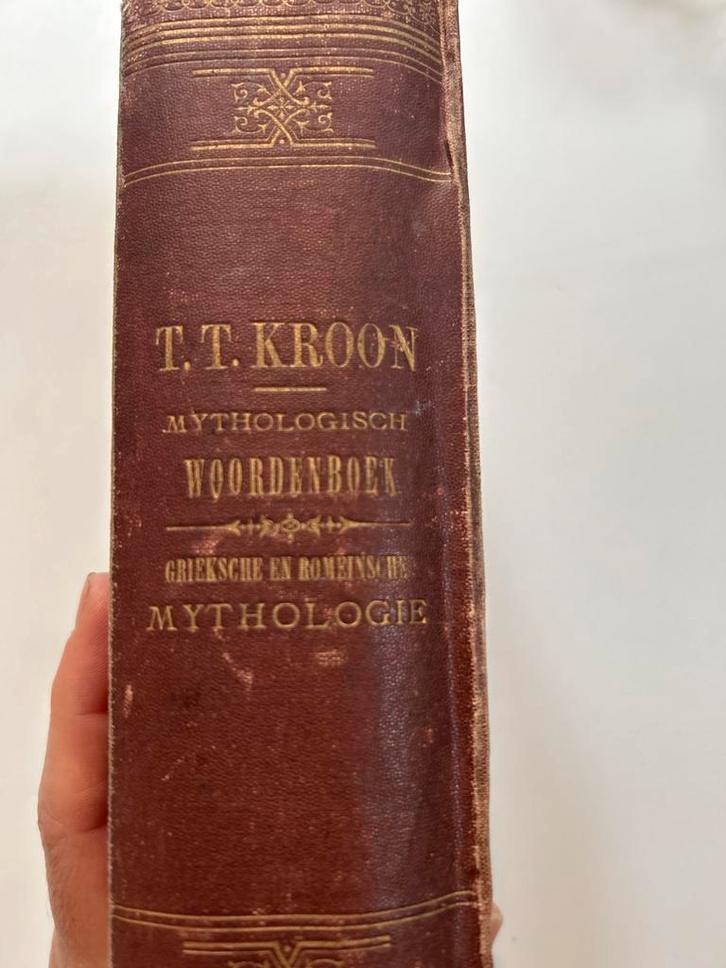 T. T. KROON
MYTHOLOGISCH
WOORDENBOEK
GRIEKSCHE EN ROMEINSCHE
MYTHOLOGIE